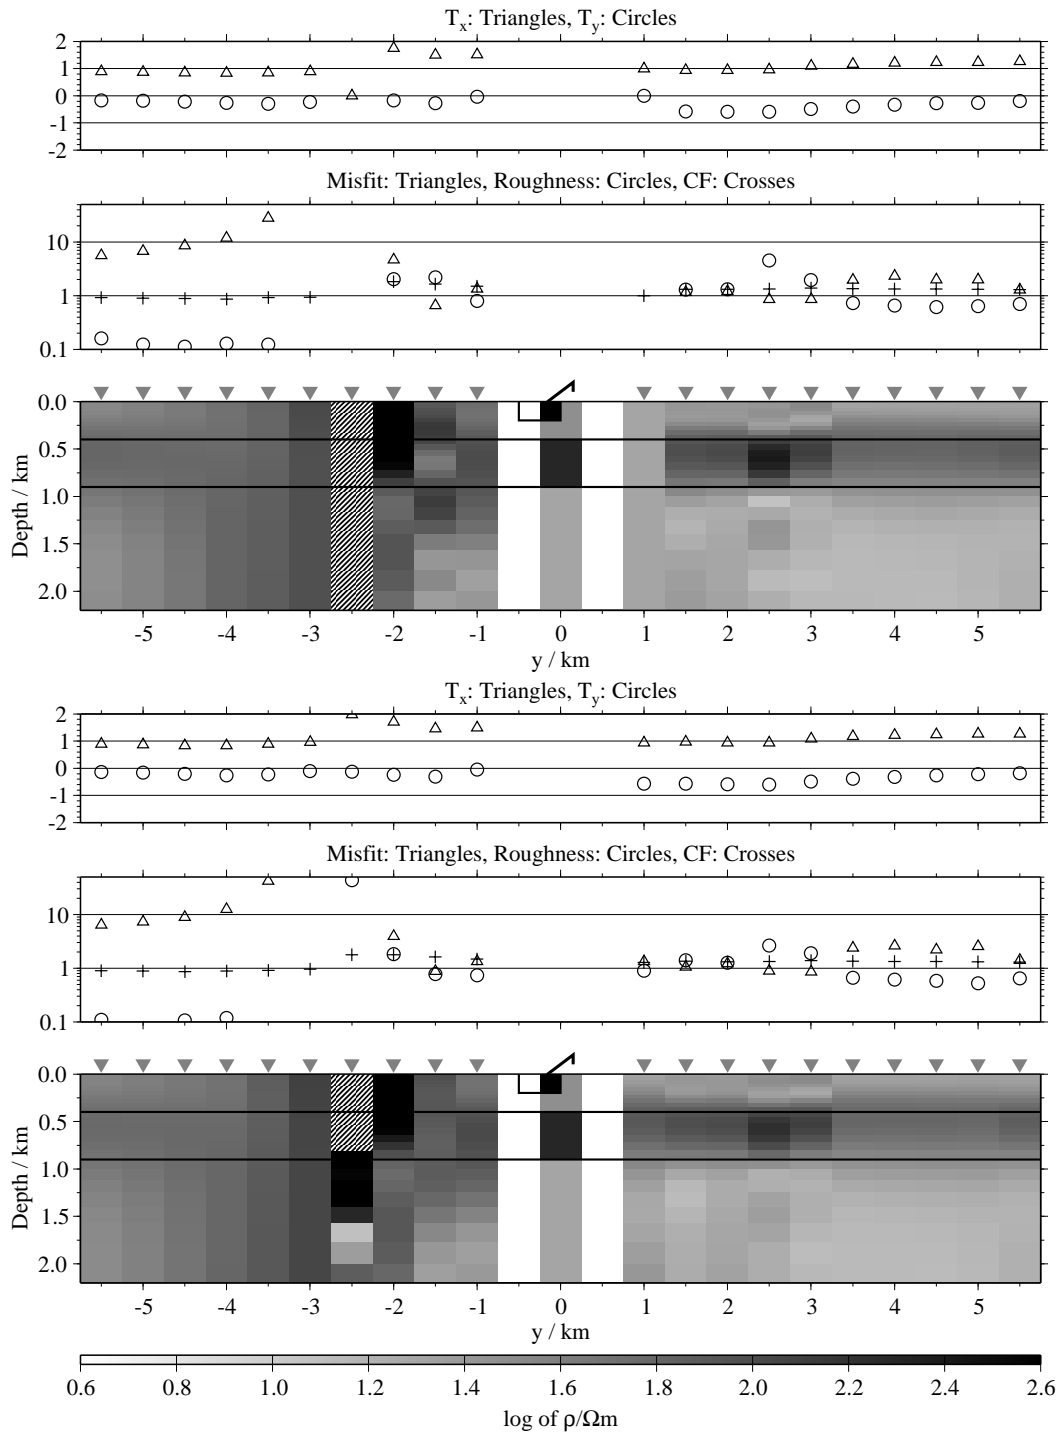 Tx: Triangles, Ty: Circles
2
1
0
-1
-2
Misfit: Triangles, Roughness: Circles, CF: Crosses
10
1
0.1
0.0
0.5
1.0
1.5
2.0
Depth / km
-5 -4 -3 -2 -1 0 1 2 3 4 5
y / km
Tx: Triangles, Ty: Circles
2
1
0
-1
-2
Misfit: Triangles, Roughness: Circles, CF: Crosses
10
1
0.1
0.0
0.5
1.0
1.5
2.0
Depth / km
-5 -4 -3 -2 -1 0 1 2 3 4 5
y / km
0.6 0.8 1.0 1.2 1.4 1.6 1.8 2.0 2.2 2.4 2.6
log of ρ/Ωm